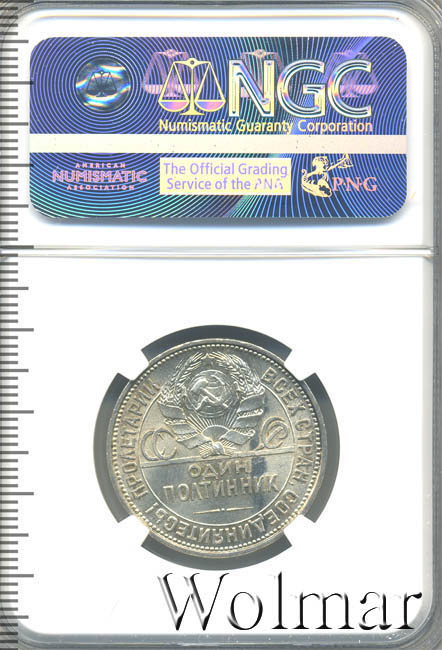 NGC
Numismatic Guaranty Corporation
AMERICAN
NUMISMATIC
ASSOCIATION
The Official Grading
Service of the PNG
PNG
ПРОЛЕТАРИИ ВСЕХ СТРАН СОЕДИНЯЙТЕСЬ!
ОДИН
ПОЛТИННИК
Wolmar